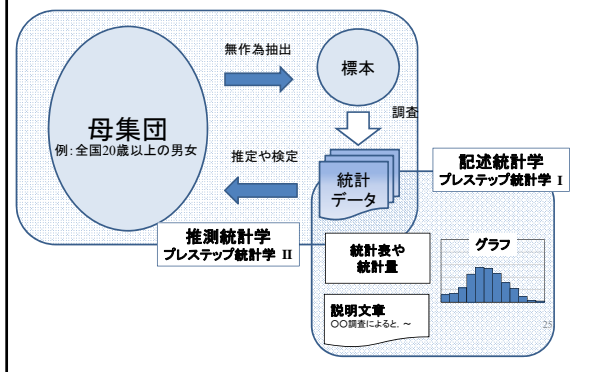 無作為抽出
標本
母集団
例：全国20歳以上の男女
調査
推定や検定
統計
データ
記述統計学
プレステップ統計学 I
推測統計学
プレステップ統計学 II
統計表や
統計量
グラフ
説明文章
○○調査によると、～
25